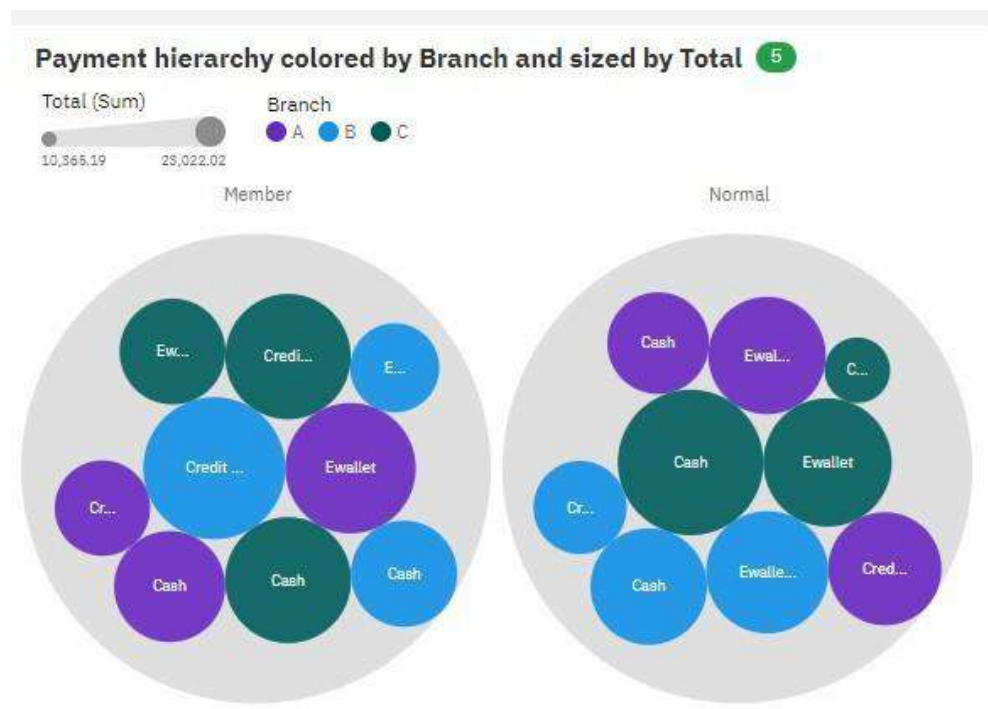 Payment hierarchy colored by Branch and sized by Total 5
Total (Sum)
10,365.19 23,022.02
Branch
A B C
Member
Normal
Ew...
Credi...
E...
Credit ...
Ewallet
Cr...
Cash
Cash
Cash
Cash
Ewal...
C...
Cash
Ewallet
Cr...
Cash
Ewalle...
Cred...